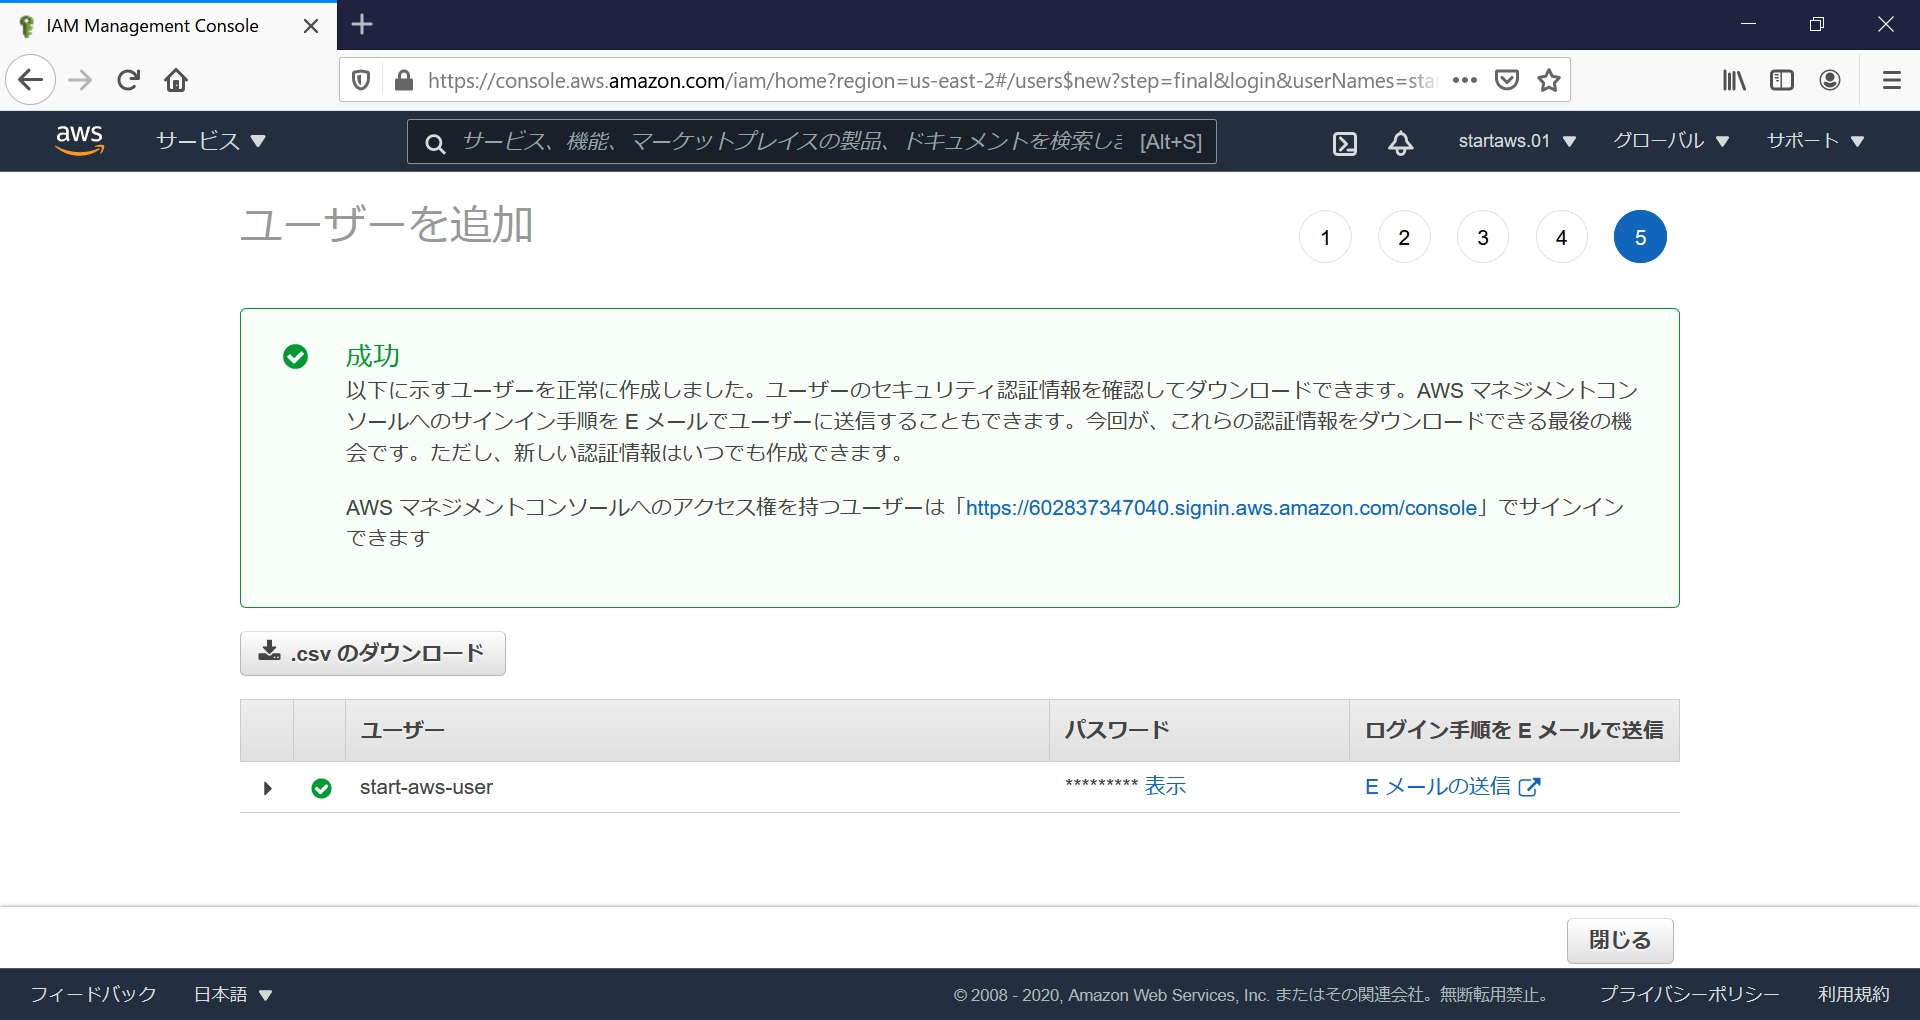 IAM Management Console
https://console.aws.amazon.com/iam/home?region=us-east-2#/users$new?step=final&login&userNames=sta
aws
サービス
サービス、機能、マーケットプレイスの製品、ドキュメントを検索しま [Alt+S]
startaws.01
グローバル
サポート
ユーザーを追加
1 2 3 4 5
成功
以下に示すユーザーを正常に作成しました。ユーザーのセキュリティ認証情報を確認してダウンロードできます。AWS マネジメントコン
ソールへのサインイン手順を E メールでユーザーに送信することもできます。今回が、これらの認証情報をダウンロードできる最後の機
会です。ただし、新しい認証情報はいつでも作成できます。
AWS マネジメントコンソールへのアクセス権を持つユーザーは「https://602837347040.signin.aws.amazon.com/console」でサインイン
できます
.csv のダウンロード
ユーザー パスワード ログイン手順を E メールで送信
start-aws-user ********* 表示 E メールの送信
閉じる
フィードバック 日本語 © 2008 - 2020, Amazon Web Services, Inc. またはその関連会社。無断転用禁止。 プライバシーポリシー 利用規約